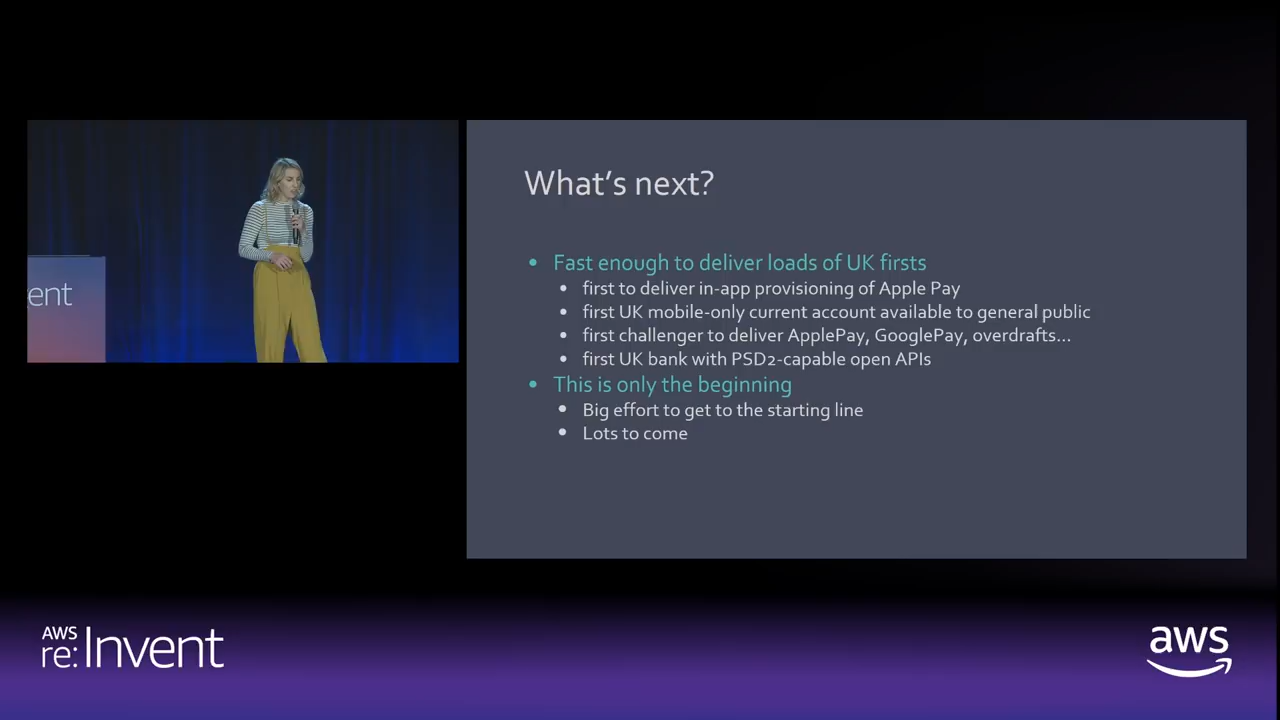 ent
What's next?
Fast enough to deliver loads of UK firsts
first to deliver in-app provisioning of Apple Pay
first UK mobile-only current account available to general public
first challenger to deliver ApplePay, GooglePay, overdrafts...
first UK bank with PSD2-capable open APIs
This is only the beginning
Big effort to get to the starting line
Lots to come
AWS
re:Invent
aws